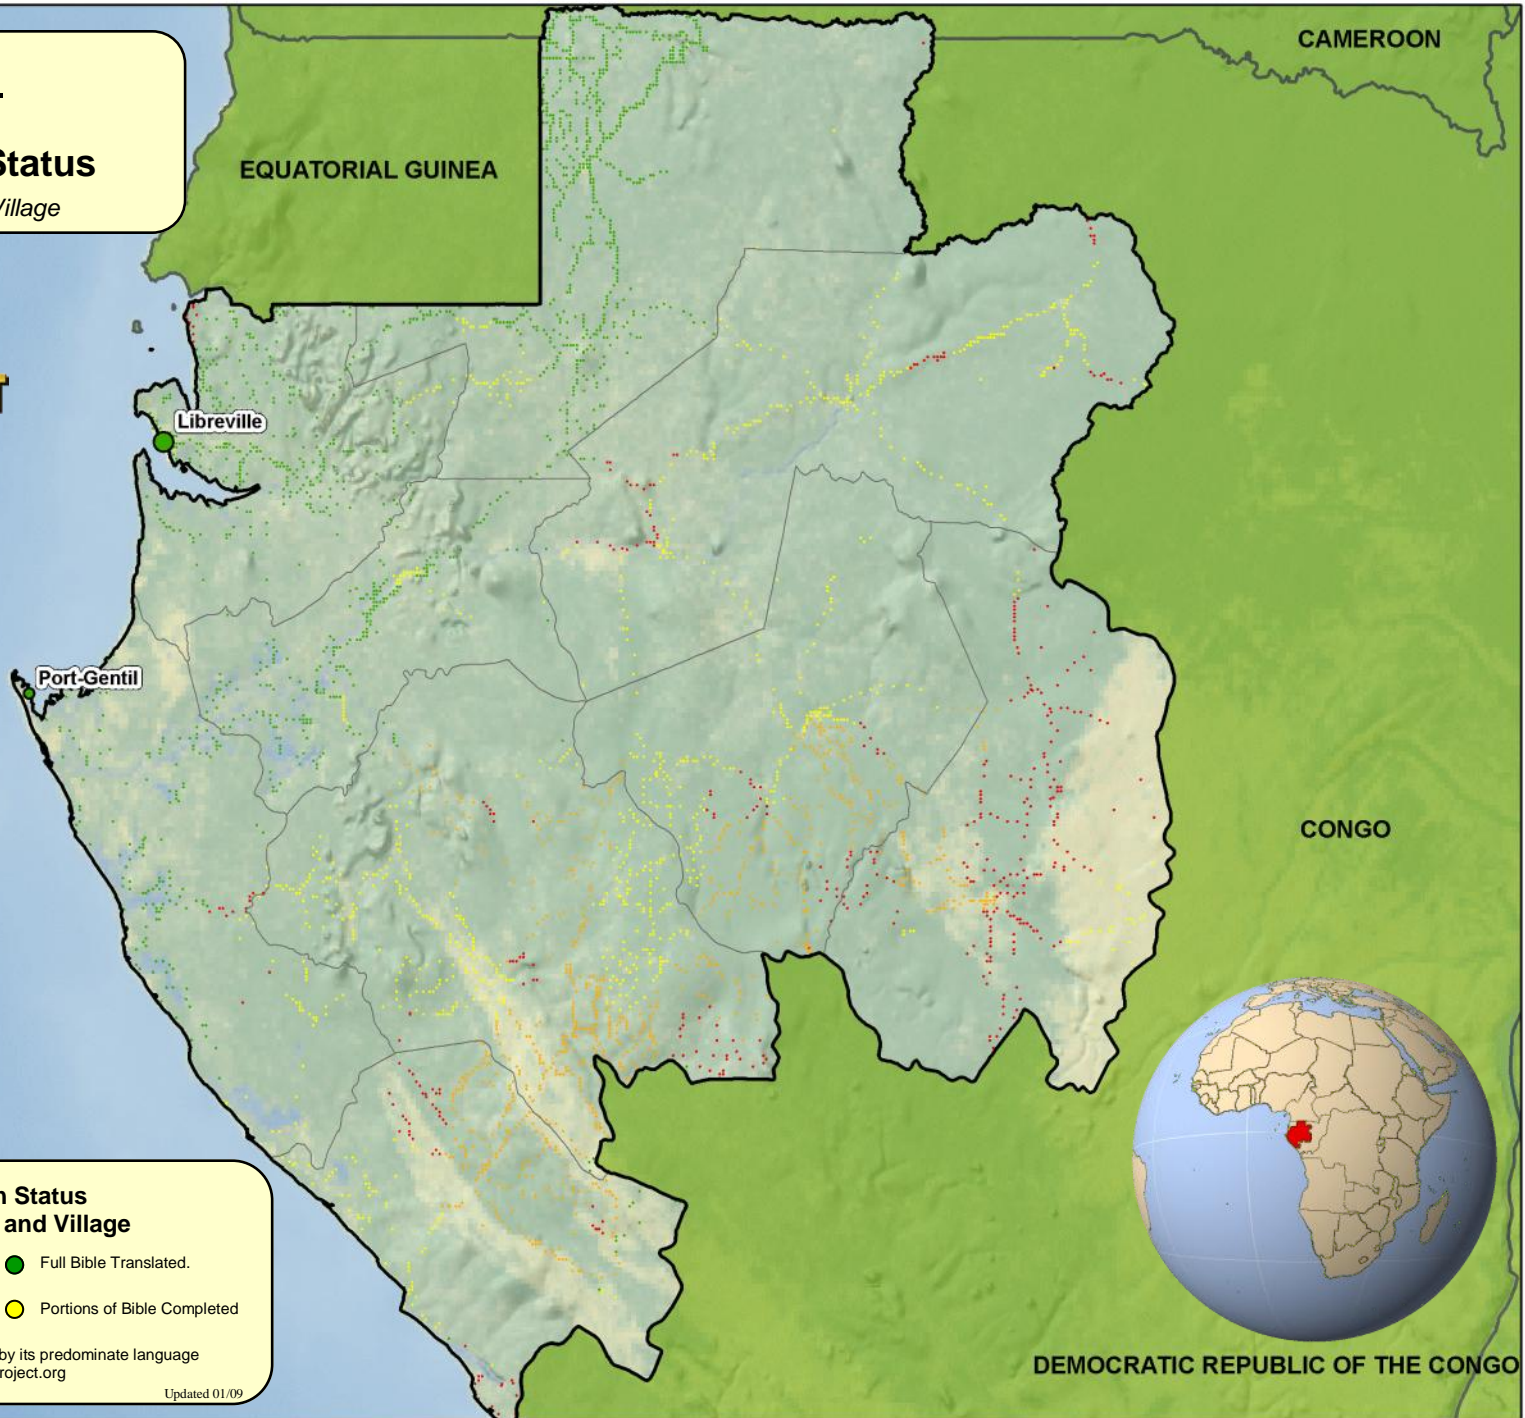 Status
Village
CAMEROON
EQUATORIAL GUINEA
Libreville
Port-Gentil
CONGO
n Status
and Village
Full Bible Translated.
Portions of Bible Completed
by its predominate language
roject.org
Updated 01/09
DEMOCRATIC REPUBLIC OF THE CONGO